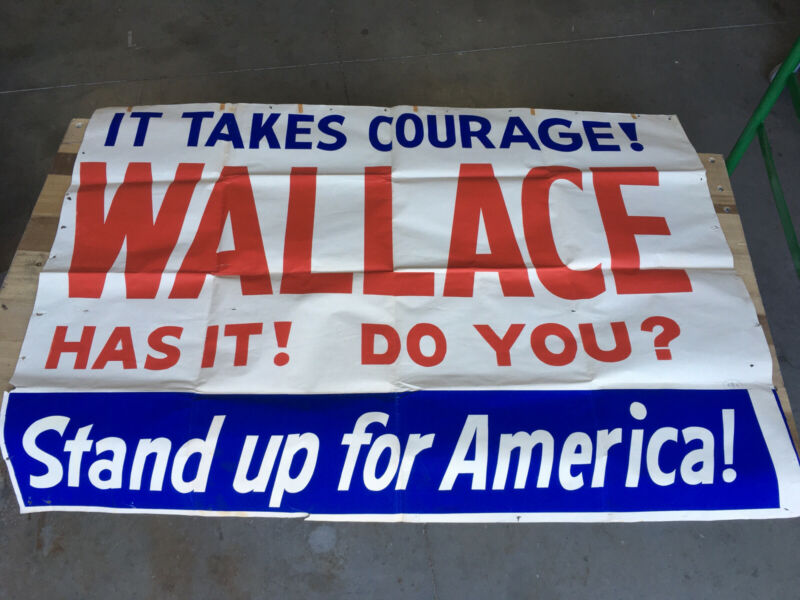 IT TAKES COURAGE!
WALLACE
HAS IT! DO YOU?
Stand up for America!